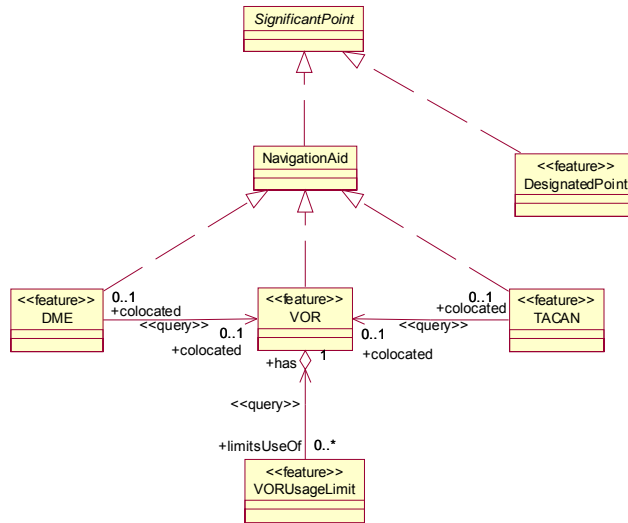 SignificantPoint
NavigationAid
<<feature>>
DesignatedPoint
<<feature>>
DME
0..1
+colocated
<<query>>
0..1
+colocated
<<feature>>
VOR
0..1
+colocated
<<query>>
0..1
+colocated
<<feature>>
TACAN
+has
1
<<query>>
+limitsUseOf
0..*
<<feature>>
VORUsageLimit